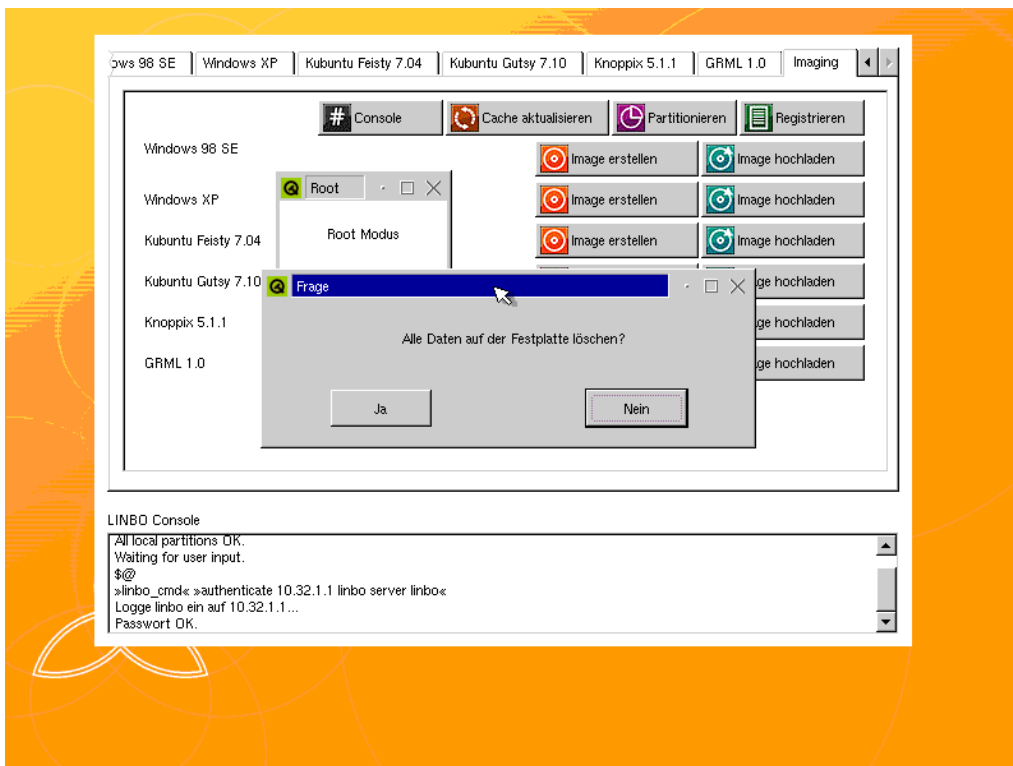 ows 98 SE Windows XP Kubuntu Feisty 7.04 Kubuntu Gutsy 7.10 Knoppix 5.1.1 GRML 1.0 Imaging
# Console Cache aktualisieren Partitionieren Registrieren
Windows 98 SE Image erstellen Image hochladen
Root
Windows XP Image erstellen Image hochladen
Root Modus
Kubuntu Feisty 7.04 Image erstellen Image hochladen
Kubuntu Gutsy 7.10 ge hochladen
Frage
Knoppix 5.1.1 ge hochladen
Alle Daten auf der Festplatte löschen?
GRML 1.0 age hochladen
Ja Nein
LINBO Console
All local partitions OK.
Waiting for user input.
$@
»linbo_cmd« »authenticate 10.32.1.1 linbo server linbo«
Logge linbo ein auf 10.32.1.1...
Passwort OK.